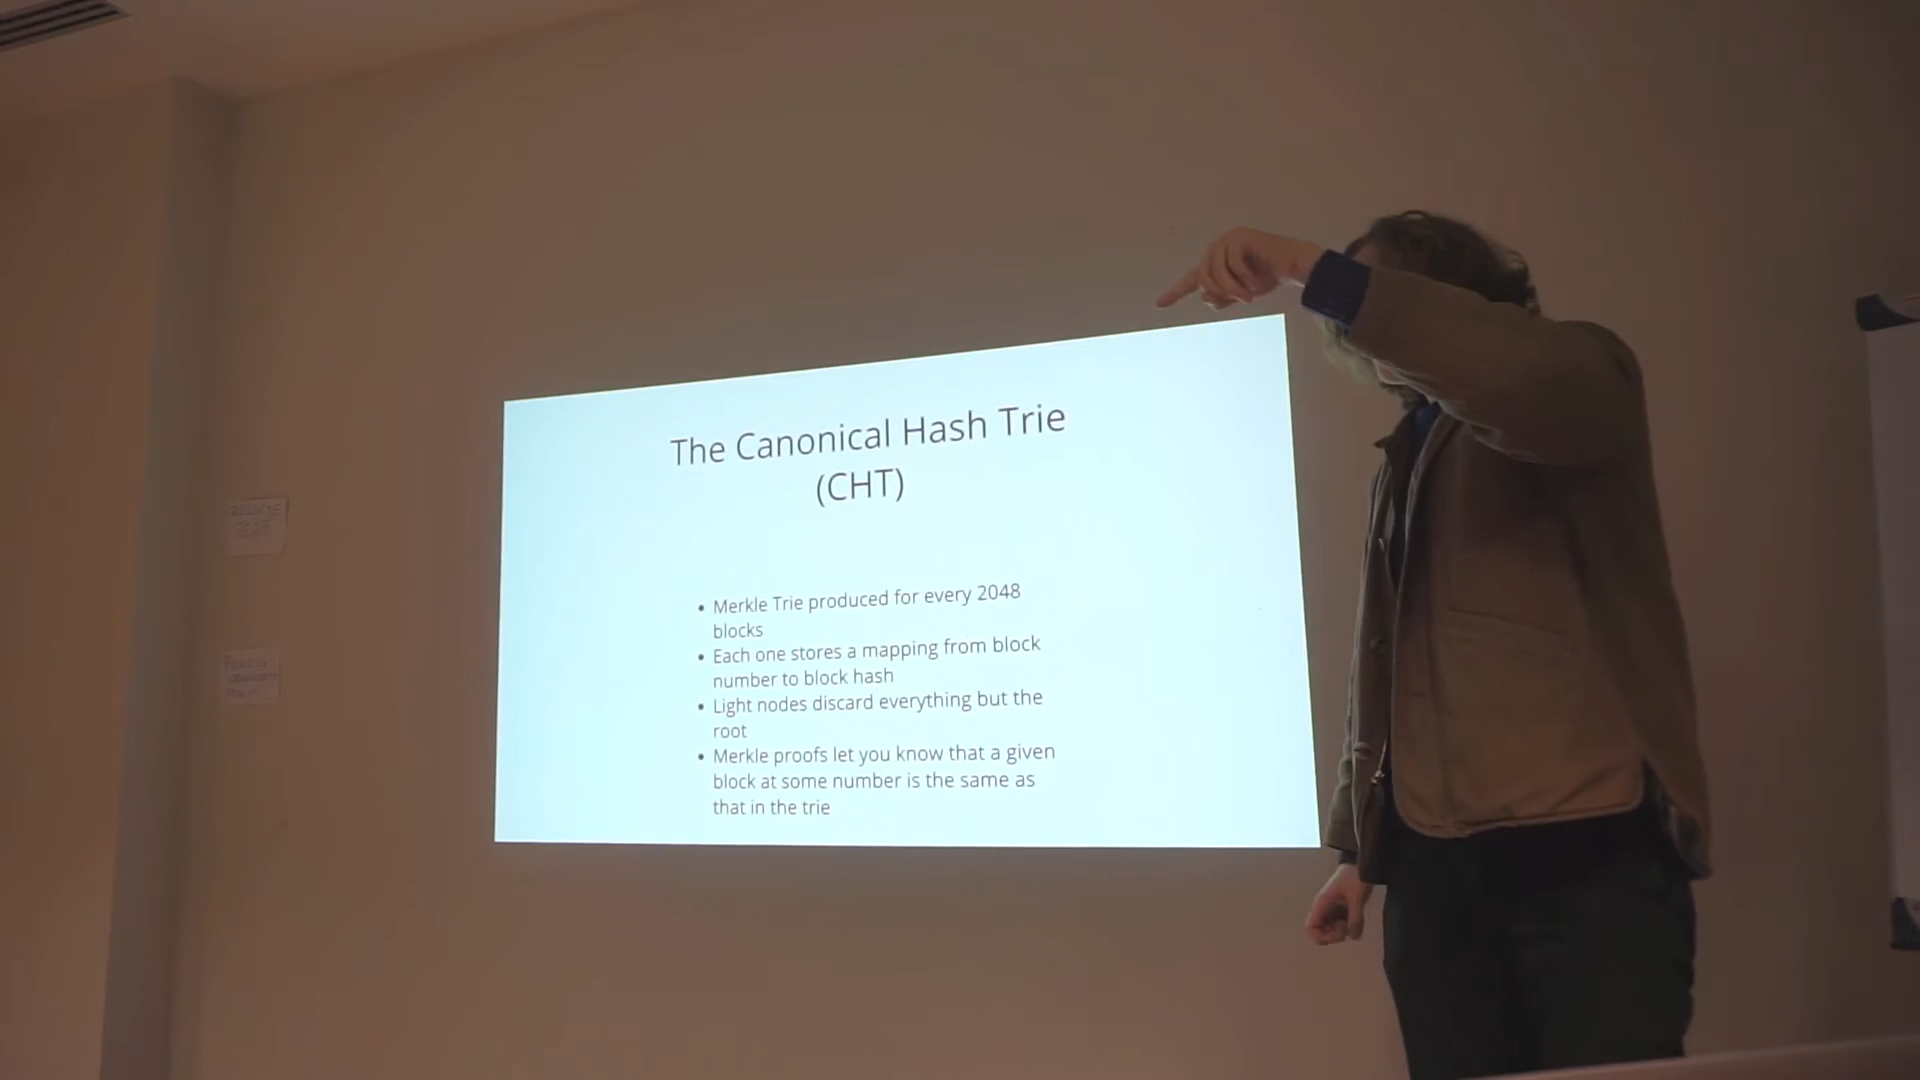 The Canonical Hash Trie
(CHT)
• Merkle Trie produced for every 2048
blocks
• Each one stores a mapping from block
number to block hash
• Light nodes discard everything but the
root
• Merkle proofs let you know that a given
block at some number is the same as
that in the trie